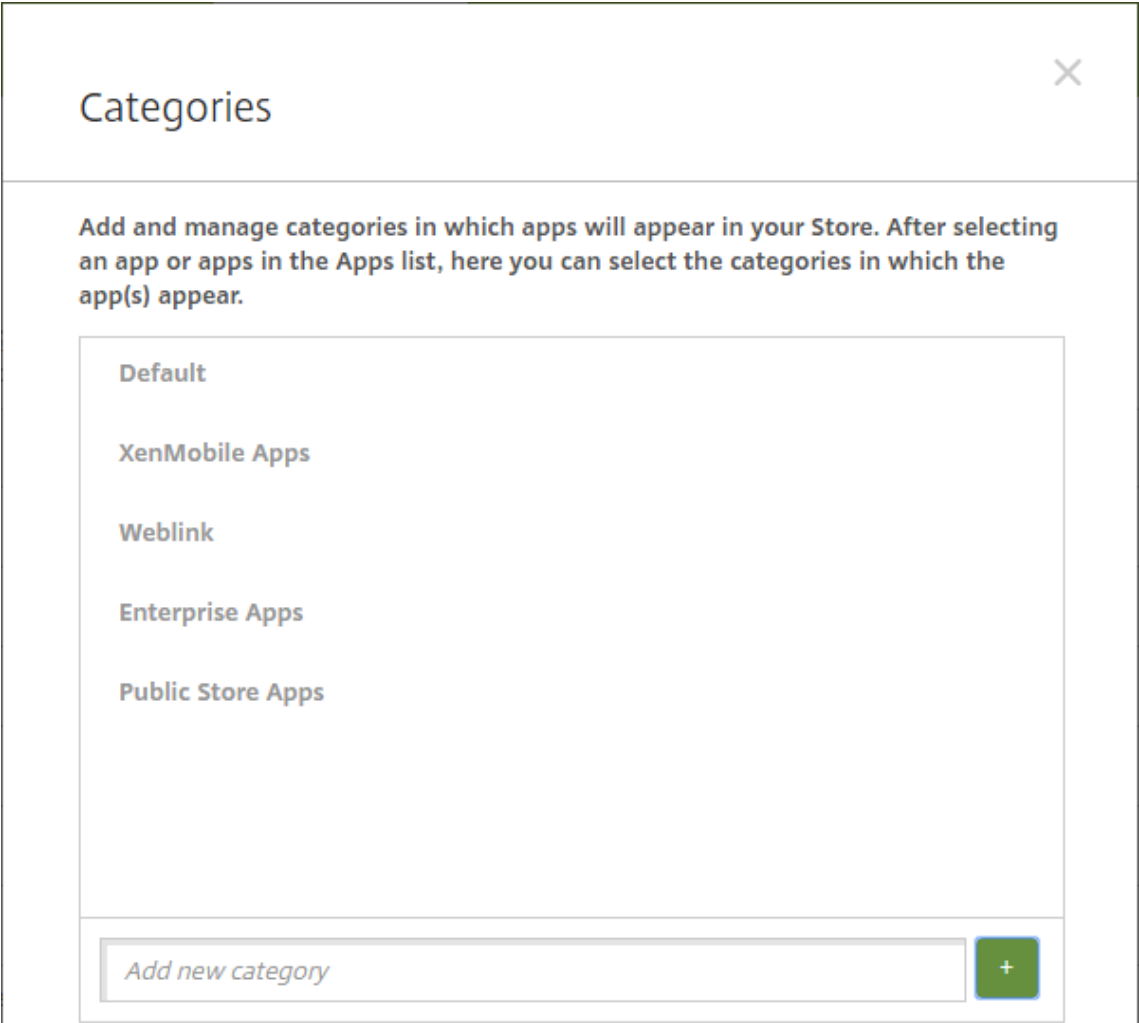 Categories
Add and manage categories in which apps will appear in your Store. After selecting
an app or apps in the Apps list, here you can select the categories in which the
app(s) appear.
Default
XenMobile Apps
Weblink
Enterprise Apps
Public Store Apps
Add new category
+